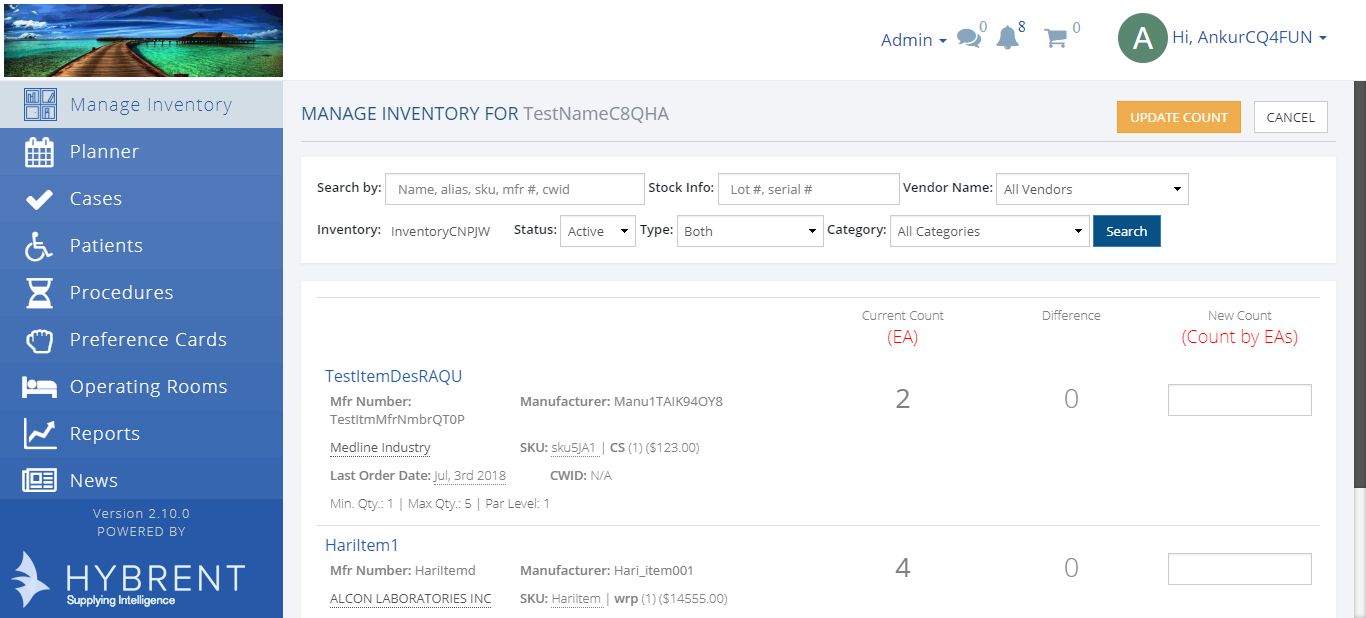 Admin 0 8 0 A Hi, AnkurCQ4FUN
Manage Inventory
Planner
Cases
Patients
Procedures
Preference Cards
Operating Rooms
Reports
News
Version 2.10.0
POWERED BY
HYBRENT
Supplying Intelligence
MANAGE INVENTORY FOR TestNameC8QHA UPDATE COUNT CANCEL
Search by: Name, alias, sku, mfr #, cwid Stock Info: Lot #, serial # Vendor Name: All Vendors
Inventory: InventoryCNPJW Status: Active Type: Both Category: All Categories Search
Current Count Difference New Count
(EA) (Count by EAs)
TestItemDesRAQU
Mfr Number: Manufacturer: Manu1TAIK94OY8 2 0
TestItmMfrNmbrQT0P
Medline Industry SKU: sku5JA1 | CS (1) ($123.00)
Last Order Date: Jul, 3rd 2018 CWID: N/A
Min. Qty.: 1 | Max Qty.: 5 | Par Level: 1
HariItem1
Mfr Number: HariItemd Manufacturer: Hari_item001 4 0
ALCON LABORATORIES INC SKU: HariItem | wrp (1) ($14555.00)